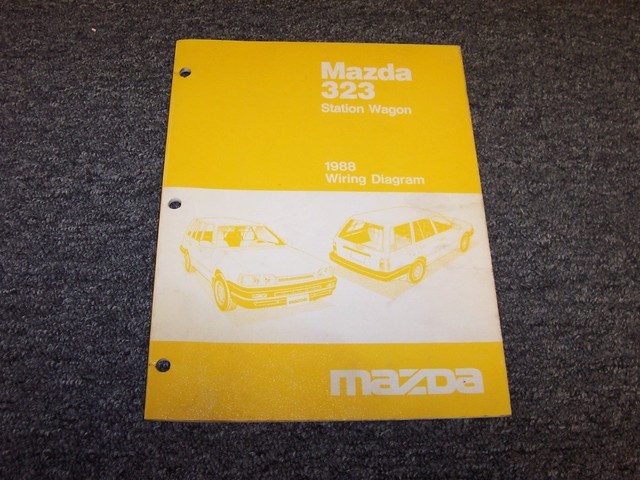 Mazda
323
Station Wagon
1988
Wiring Diagram
mazda